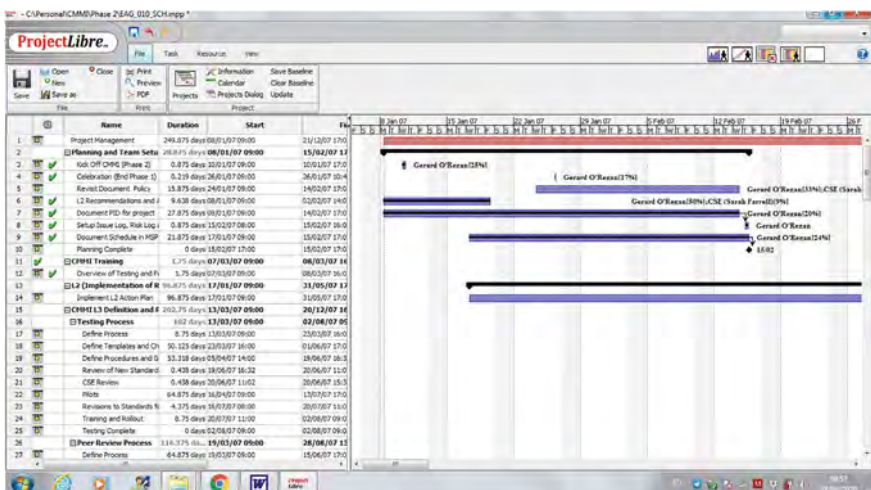 - C:\Personal\CMMI\Phase 2\EAG_010_SCH.mpp *
ProjectLibre
File Task Resource View
Open Close Print Information Save Baseline
New Preview Calendar Clear Baseline
Save Save as PDF Projects Projects Dialog Update
File Print Project
8 Jan 07 15 Jan 07 22 Jan 07 29 Jan 07 5 Feb 07 12 Feb 07 19 Feb 07
Name Duration Start
1 Project Management 249.875 days 08/01/07 09:00 21/12/07 17:0
2 Planning and Team Setu 08/01/07 09:00 15/02/07 17
3 Kick Off CMMI (Phase 2) 0.875 days 10/01/07 09:00 10/01/07 17:0 Gerard O'Regan[25%]
4 Celebration (End Phase 1) 0.219 days 26/01/07 09:00 26/01/07 10:4 Gerard O'Regan[17%]
5 Revisit Document Policy 15.875 days 24/01/07 09:00 14/02/07 17:0 Gerard O'Regan[33%];CSE (Sarah
6 L2 Recommendations and 9.638 days 08/01/07 09:00 02/02/07 14:0 Gerard O'Regan[50%];CSE (Sarah Farrell)[9%]
7 Document PID for project 27.875 days 08/01/07 09:00 14/02/07 17:0 Gerard O'Regan[20%]
8 Setup Issue Log, Risk Log 0.875 days 15/02/07 08:00 15/02/07 16:0 Gerard O'Regan
9 Document Schedule in MSP 21.875 days 17/01/07 09:00 15/02/07 17:0 Gerard O'Regan[24%]
10 Planning Complete 0 days 15/02/07 17:00 15/02/07 17:0 15/02
11 CMMI Training 1.75 days 07/03/07 09:00 08/03/07 16
12 Overview of Testing and 1.75 days 07/03/07 09:00 08/03/07 16:0
13 L2 (Implementation of R 96.875 days 17/01/07 09:00 31/05/07 17
14 Implement L2 Action Plan 96.875 days 17/01/07 09:00 31/05/07 17:0
15 CMMI L3 Definition and 202.75 days 13/03/07 09:00 20/12/07 16
16 Testing Process 102 days 13/03/07 09:00 02/08/07 09
17 Define Process 8.75 days 13/03/07 09:00 23/03/07 16:0
18 Define Templates and Ch 50.125 days 23/03/07 16:00 01/06/07 17:0
19 Define Procedures and G 53.318 days 05/04/07 14:00 19/06/07 16:3
20 Review of New Standard 0.438 days 19/06/07 16:32 20/06/07 11:0
21 CSE Review 0.438 days 20/06/07 11:02 20/06/07 15:3
22 Pilots 64.875 days 16/04/07 09:00 13/07/07 17:0
23 Revisions to Standards 4.375 days 16/07/07 08:00 20/07/07 11:0
24 Training and Rollout 8.75 days 20/07/07 11:00 02/08/07 09:0
25 Testing Complete 0 days 02/08/07 09:00 02/08/07 09:0
26 Peer Review Process 19/03/07 09:00 28/08/07 13
27 Define Process 64.875 days 19/03/07 09:00 15/06/07 17:0